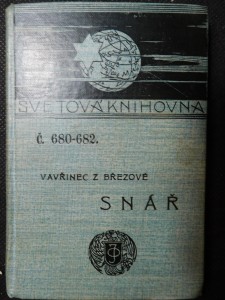 SVĚTOVÁ KNIHOVNA
Č. 680-682.
VAVŘINEC Z BŘEZOVÉ
SNÁŘ